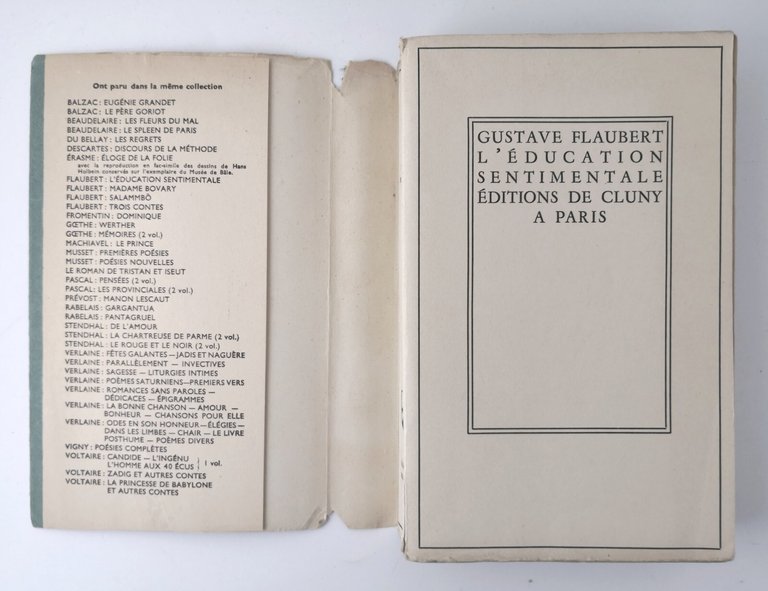 Ont paru dans la même collection
BALZAC : EUGÉNIE GRANDET
BALZAC : LE PÈRE GORIOT
BEAUDELAIRE : LES FLEURS DU MAL
BEAUDELAIRE : LE SPLEEN DE PARIS
DU BELLAY : LES REGRETS
DESCARTES : DISCOURS DE LA MÉTHODE
ÉRASME : ÉLOGE DE LA FOLIE
avec la reproduction en fac-similé des dessins de Hans
Holbein conservés sur l'exemplaire du Musée de Bâle.
FLAUBERT : L'ÉDUCATION SENTIMENTALE
FLAUBERT : MADAME BOVARY
FLAUBERT : SALAMMBÔ
FLAUBERT : TROIS CONTES
FROMENTIN : DOMINIQUE
GŒTHE : WERTHER
GŒTHE : MÉMOIRES (2 vol.)
MACHIAVEL : LE PRINCE
MUSSET : PREMIÈRES POÉSIES
MUSSET : POÉSIES NOUVELLES
LE ROMAN DE TRISTAN ET ISEUT
PASCAL : PENSÉES (2 vol.)
PASCAL : LES PROVINCIALES (2 vol.)
PRÉVOST : MANON LESCAUT
RABELAIS : GARGANTUA
RABELAIS : PANTAGRUEL
STENDHAL : DE L'AMOUR
STENDHAL : LA CHARTREUSE DE PARME (2 vol.)
STENDHAL : LE ROUGE ET LE NOIR (2 vol.)
VERLAINE : FÊTES GALANTES — JADIS ET NAGUÈRE
VERLAINE : PARALLÈLEMENT — INVECTIVES
VERLAINE : SAGESSE — LITURGIES INTIMES
VERLAINE : POÈMES SATURNIENS — PREMIERS VERS
VERLAINE : ROMANCES SANS PAROLES —
DÉDICACES — ÉPIGRAMMES
VERLAINE : LA BONNE CHANSON — AMOUR —
BONHEUR — CHANSONS POUR ELLE
VERLAINE : ODES EN SON HONNEUR — ÉLÉGIES —
DANS LES LIMBES — CHAIR — LE LIVRE
POSTHUME — POÈMES DIVERS
VIGNY : POÉSIES COMPLÈTES
VOLTAIRE : CANDIDE — L'INGÉNU
L'HOMME AUX 40 ÉCUS } 1 vol.
VOLTAIRE : ZADIG ET AUTRES CONTES
VOLTAIRE : LA PRINCESSE DE BABYLONE
ET AUTRES CONTES
GUSTAVE FLAUBERT
L'ÉDUCATION
SENTIMENTALE
ÉDITIONS DE CLUNY
A PARIS